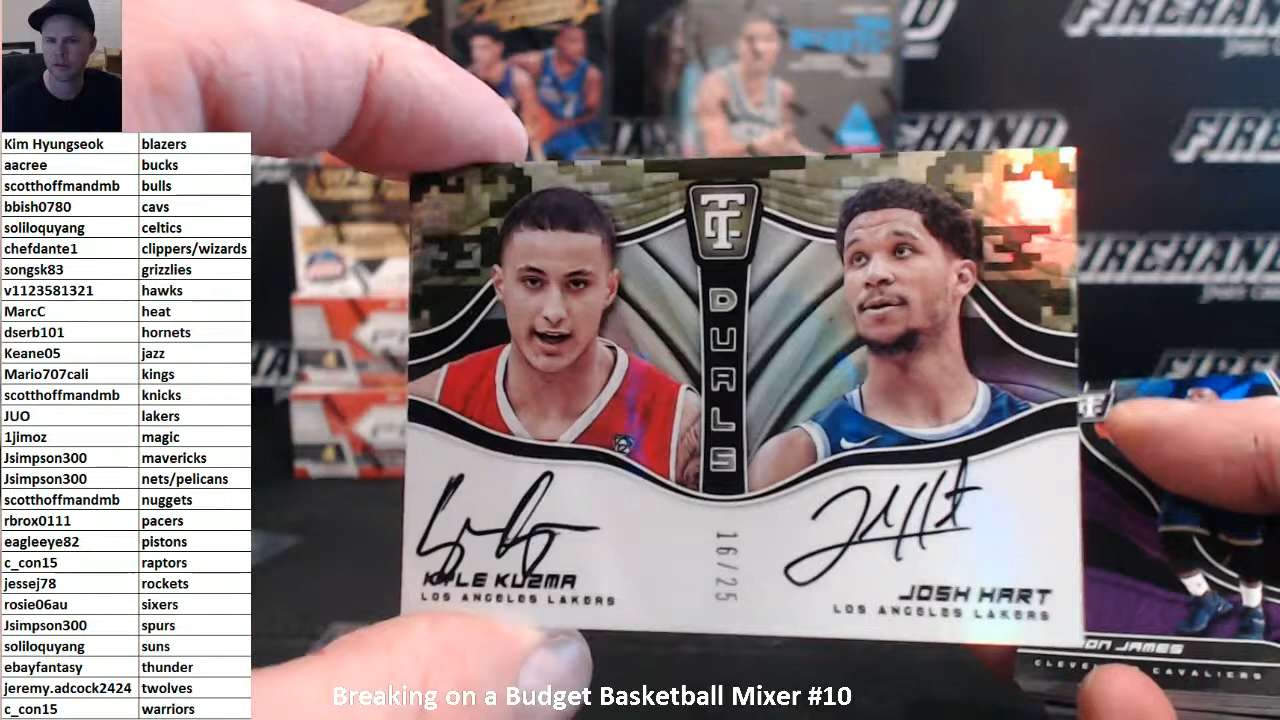 Kim Hyungseok blazers
aacree bucks
scotthoffmandmb bulls
bbish0780 cavs
soliloquyang celtics
chefdante1 clippers/wizards
songsk83 grizzlies
v1123581321 hawks
MarcC heat
dserb101 hornets
Keane05 jazz
Mario707cali kings
scotthoffmandmb knicks
JUO lakers
1jimoz magic
Jsimpson300 mavericks
Jsimpson300 nets/pelicans
scotthoffmandmb nuggets
rbrox0111 pacers
eagleeye82 pistons
c_con15 raptors
jessej78 rockets
rosie06au sixers
Jsimpson300 spurs
soliloquyang suns
ebayfantasy thunder
jeremy.adcock2424 twolves
c_con15 warriors
FIREHAND
FIREHAND
DUALS
16/25
KYLE KUZMA
LOS ANGELES LAKERS
JOSH HART
LOS ANGELES LAKERS
ON JAMES
CLEVELAND CAVALIERS
Breaking on a Budget Basketball Mixer #10